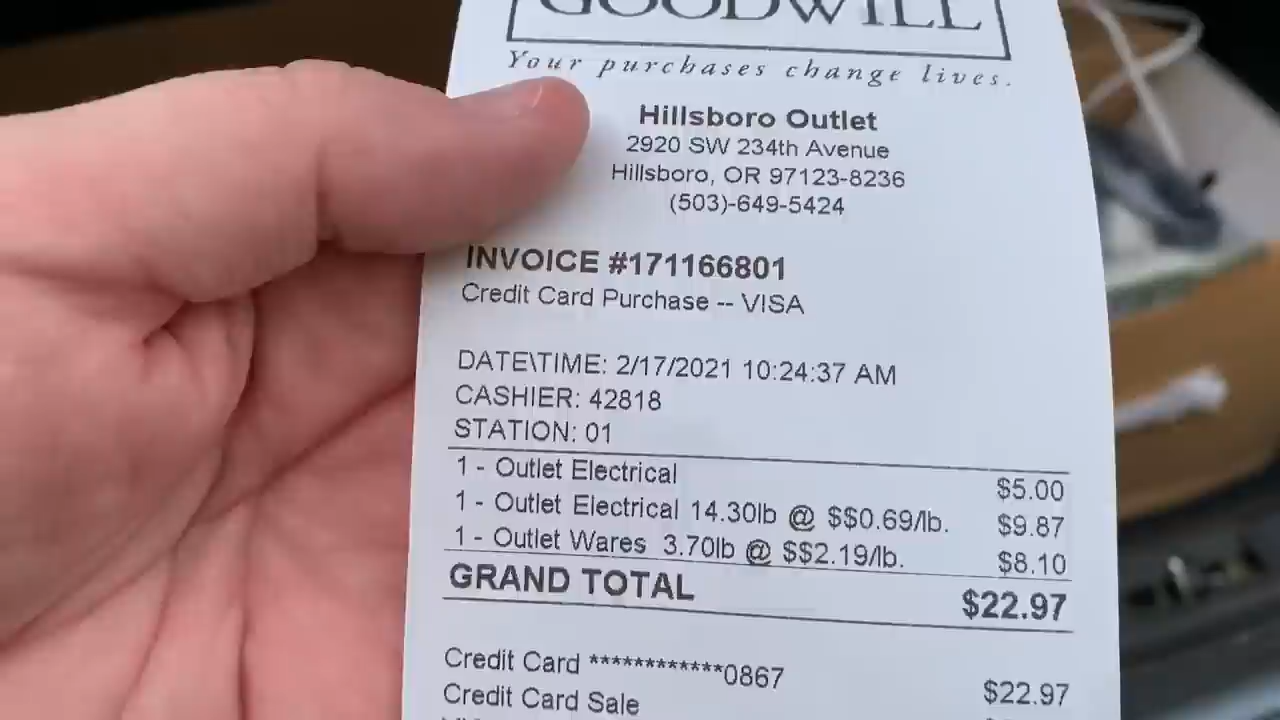 GOODWILL
Your purchases change lives.
Hillsboro Outlet
2920 SW 234th Avenue
Hillsboro, OR 97123-8236
(503)-649-5424
INVOICE #171166801
Credit Card Purchase -- VISA
DATE\TIME: 2/17/2021 10:24:37 AM
CASHIER: 42818
STATION: 01
1 - Outlet Electrical $5.00
1 - Outlet Electrical 14.30lb @ $$0.69/lb. $9.87
1 - Outlet Wares 3.70lb @ $$2.19/lb. $8.10
GRAND TOTAL $22.97
Credit Card ************0867 $22.97
Credit Card Sale